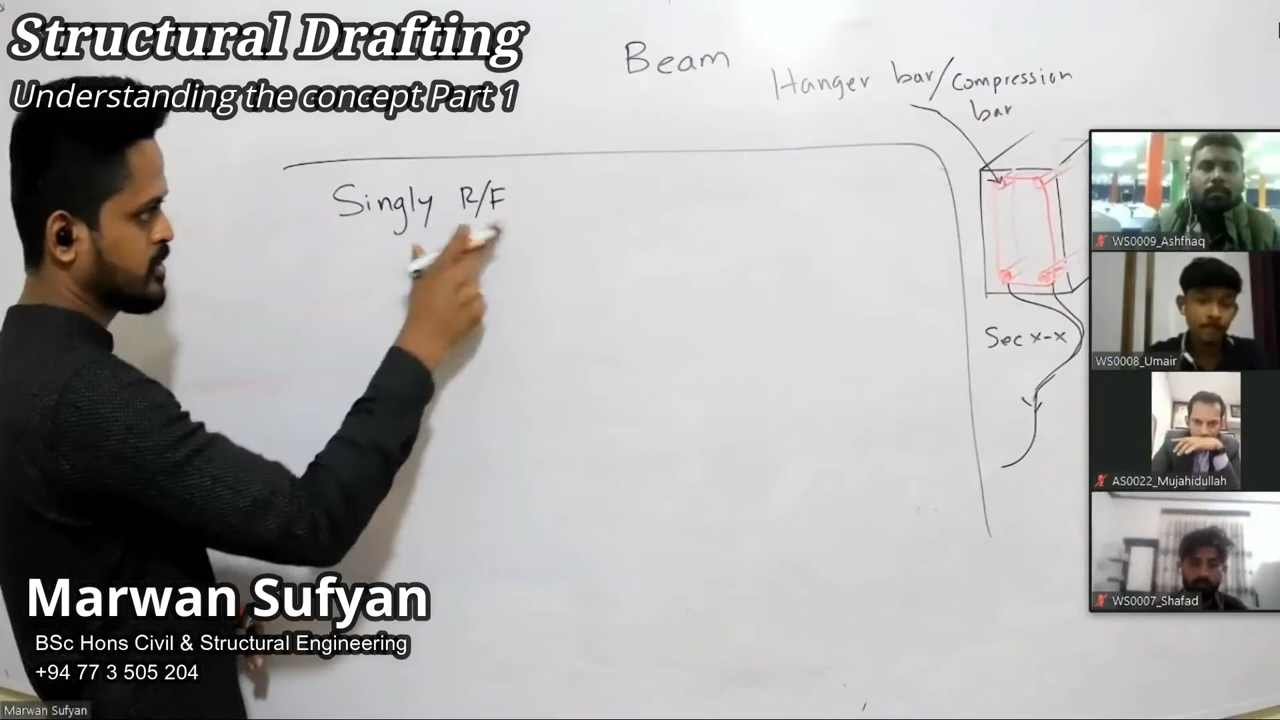 Structural Drafting
Understanding the concept Part 1
Beam
Hanger bar/Compression
bar
Singly R/F
Sec x-x
WS0009_Ashfhaq
WS0008_Umair
AS0022_Mujahidullah
WS0007_Shafad
Marwan Sufyan
BSc Hons Civil & Structural Engineering
+94 77 3 505 204
Marwan Sufyan